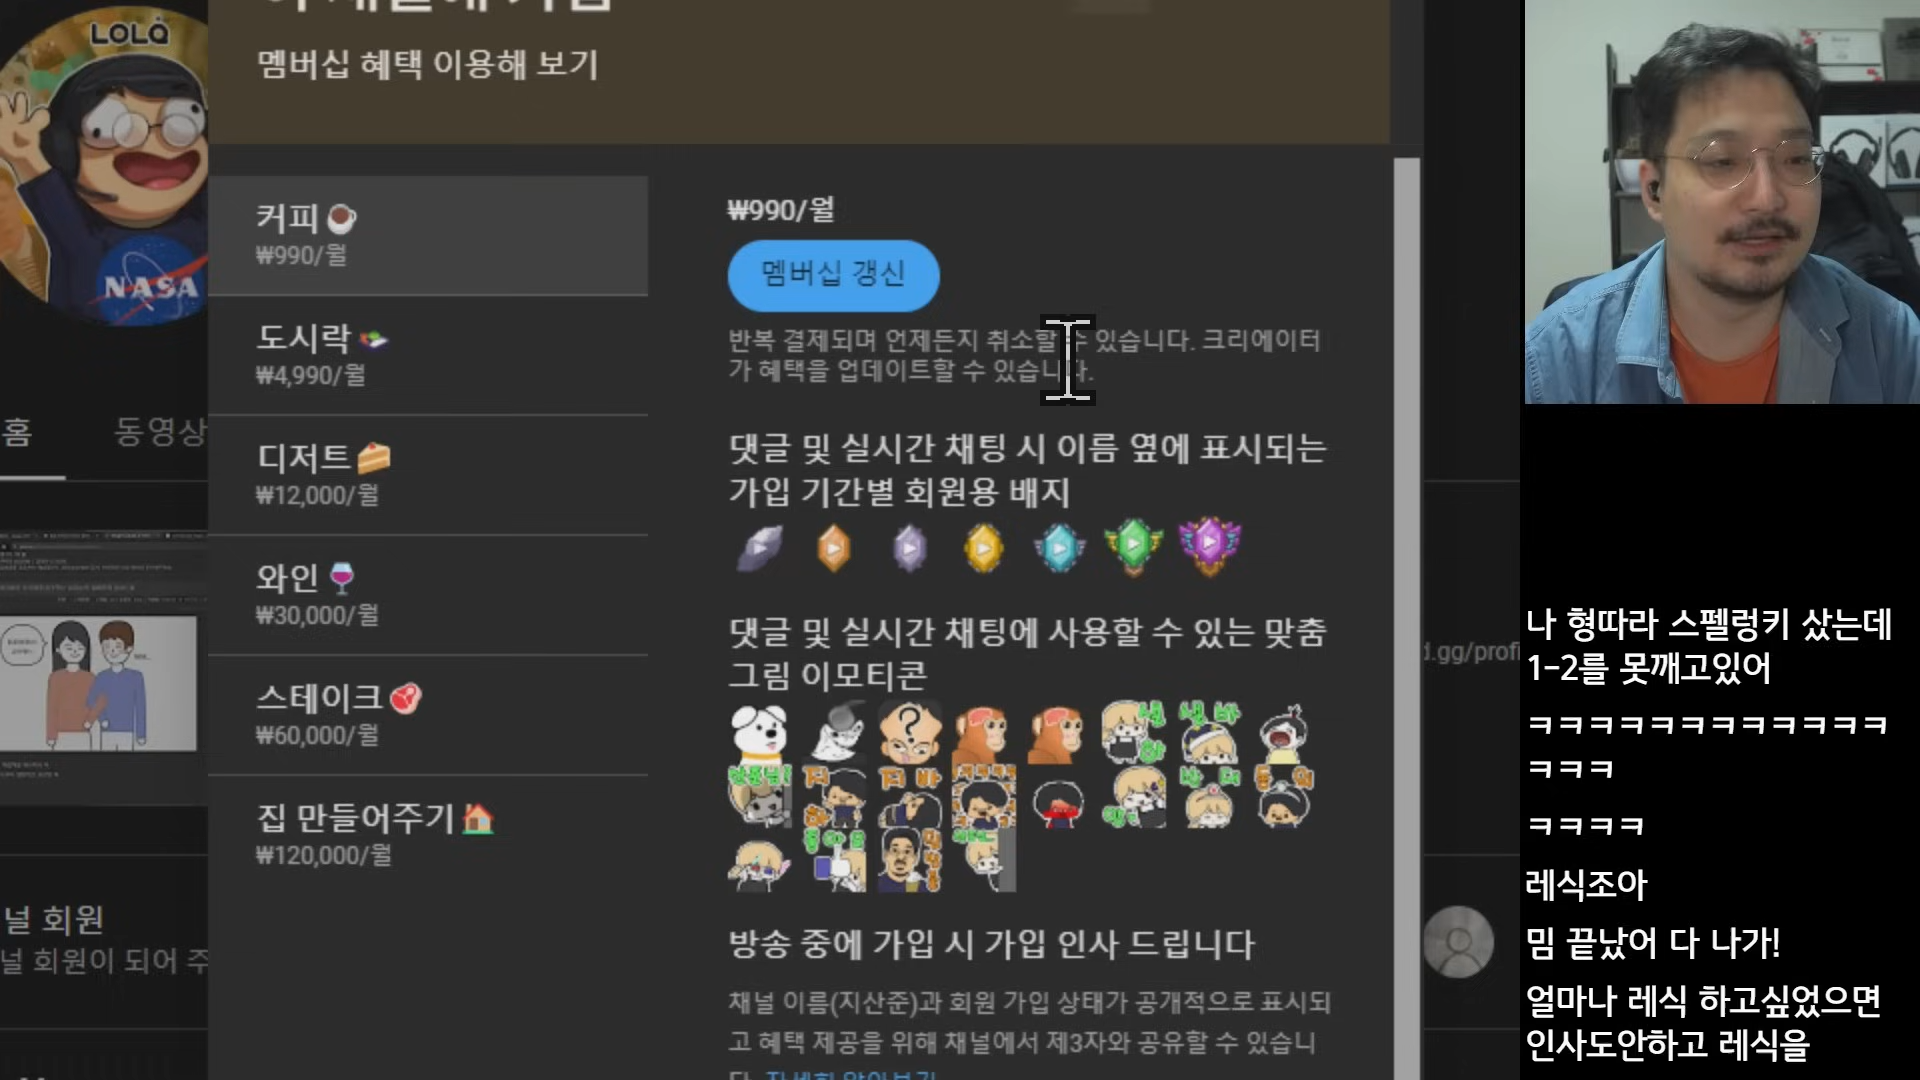 LOLA
멤버십 혜택 이용해 보기
NASA
커피
₩990/월
도시락
₩4,990/월
디저트
₩12,000/월
와인
₩30,000/월
스테이크
₩60,000/월
집 만들어주기
₩120,000/월
홈
동영상
널 회원
널 회원이 되어 주
₩990/월
멤버십 갱신
반복 결제되며 언제든지 취소할 수 있습니다. 크리에이터
가 혜택을 업데이트할 수 있습니다.
댓글 및 실시간 채팅 시 이름 옆에 표시되는
가입 기간별 회원용 배지
댓글 및 실시간 채팅에 사용할 수 있는 맞춤
그림 이모티콘
방송 중에 가입 시 가입 인사 드립니다
채널 이름(지산준)과 회원 가입 상태가 공개적으로 표시되
고 혜택 제공을 위해 채널에서 제3자와 공유할 수 있습니
d.gg/profi
나 형따라 스펠렁키 샀는데
1-2를 못깨고있어
ㅋㅋㅋㅋㅋㅋㅋㅋㅋㅋㅋㅋ
ㅋㅋㅋ
ㅋㅋㅋㅋ
레식조아
밈 끝났어 다 나가!
얼마나 레식 하고싶었으면
인사도안하고 레식을